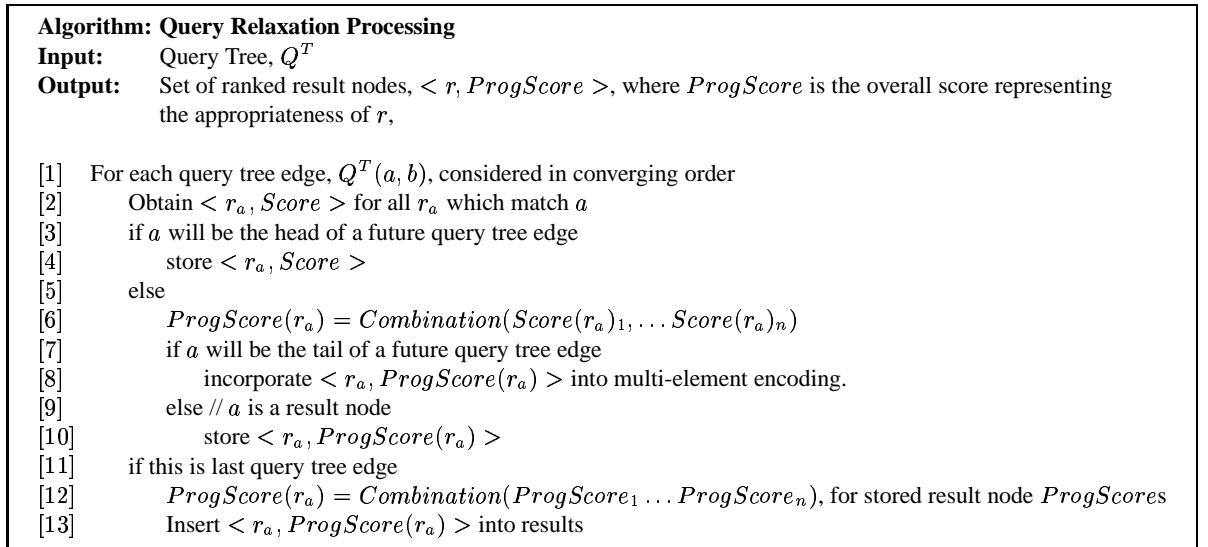 Algorithm: Query Relaxation Processing
Input: Query Tree, Q^T
Output: Set of ranked result nodes, < r, ProgScore >, where ProgScore is the overall score representing
the appropriateness of r,
[1] For each query tree edge, Q^T(a, b), considered in converging order
[2] Obtain < r_a, Score > for all r_a which match a
[3] if a will be the head of a future query tree edge
[4] store < r_a, Score >
[5] else
[6] ProgScore(r_a) = Combination(Score(r_a)_1, . . . Score(r_a)_n)
[7] if a will be the tail of a future query tree edge
[8] incorporate < r_a, ProgScore(r_a) > into multi-element encoding.
[9] else // a is a result node
[10] store < r_a, ProgScore(r_a) >
[11] if this is last query tree edge
[12] ProgScore(r_a) = Combination(ProgScore_1 . . . ProgScore_n), for stored result node ProgScores
[13] Insert < r_a, ProgScore(r_a) > into results